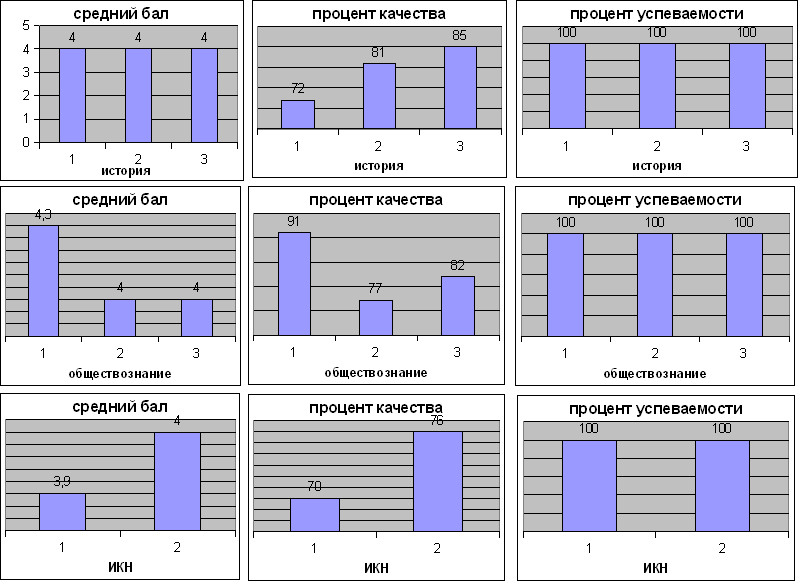 средний бал
5
4
3
2
1
0
4 4 4
1 2 3
история
процент качества
72 81 85
1 2 3
история
процент успеваемости
100 100 100
1 2 3
история
средний бал
4,3 4 4
1 2 3
обществознание
процент качества
91 77 82
1 2 3
обществознание
процент успеваемости
100 100 100
1 2 3
обществознание
средний бал
3,9 4
1 2
ИКН
процент качества
70 76
1 2
ИКН
процент успеваемости
100 100
1 2
ИКН